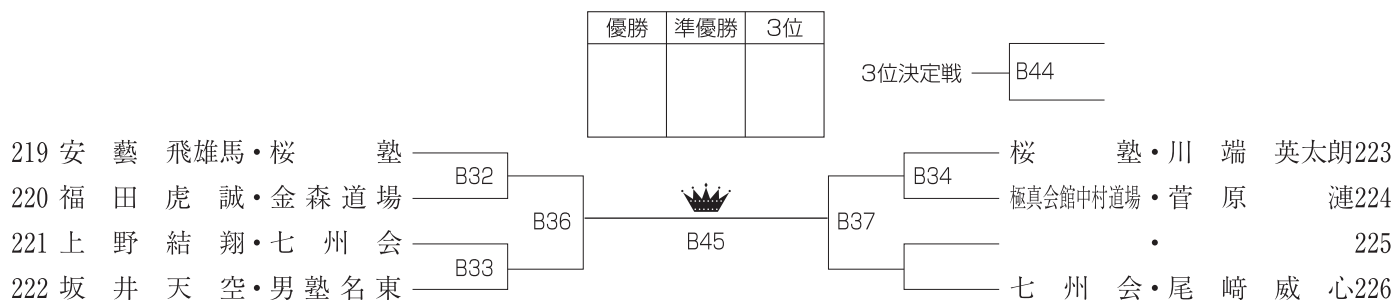 優勝 準優勝 3位
3位決定戦 B44
219 安藝 飛雄馬・桜塾
220 福田虎誠・金森道場
221 上野結翔・七州会
222 坂井天空・男塾名東
B32
B33
B36
B45
B37
B34
桜塾・川端 英太朗223
極真会館中村道場・菅原 漣224
・ 225
七州会・尾﨑威心226